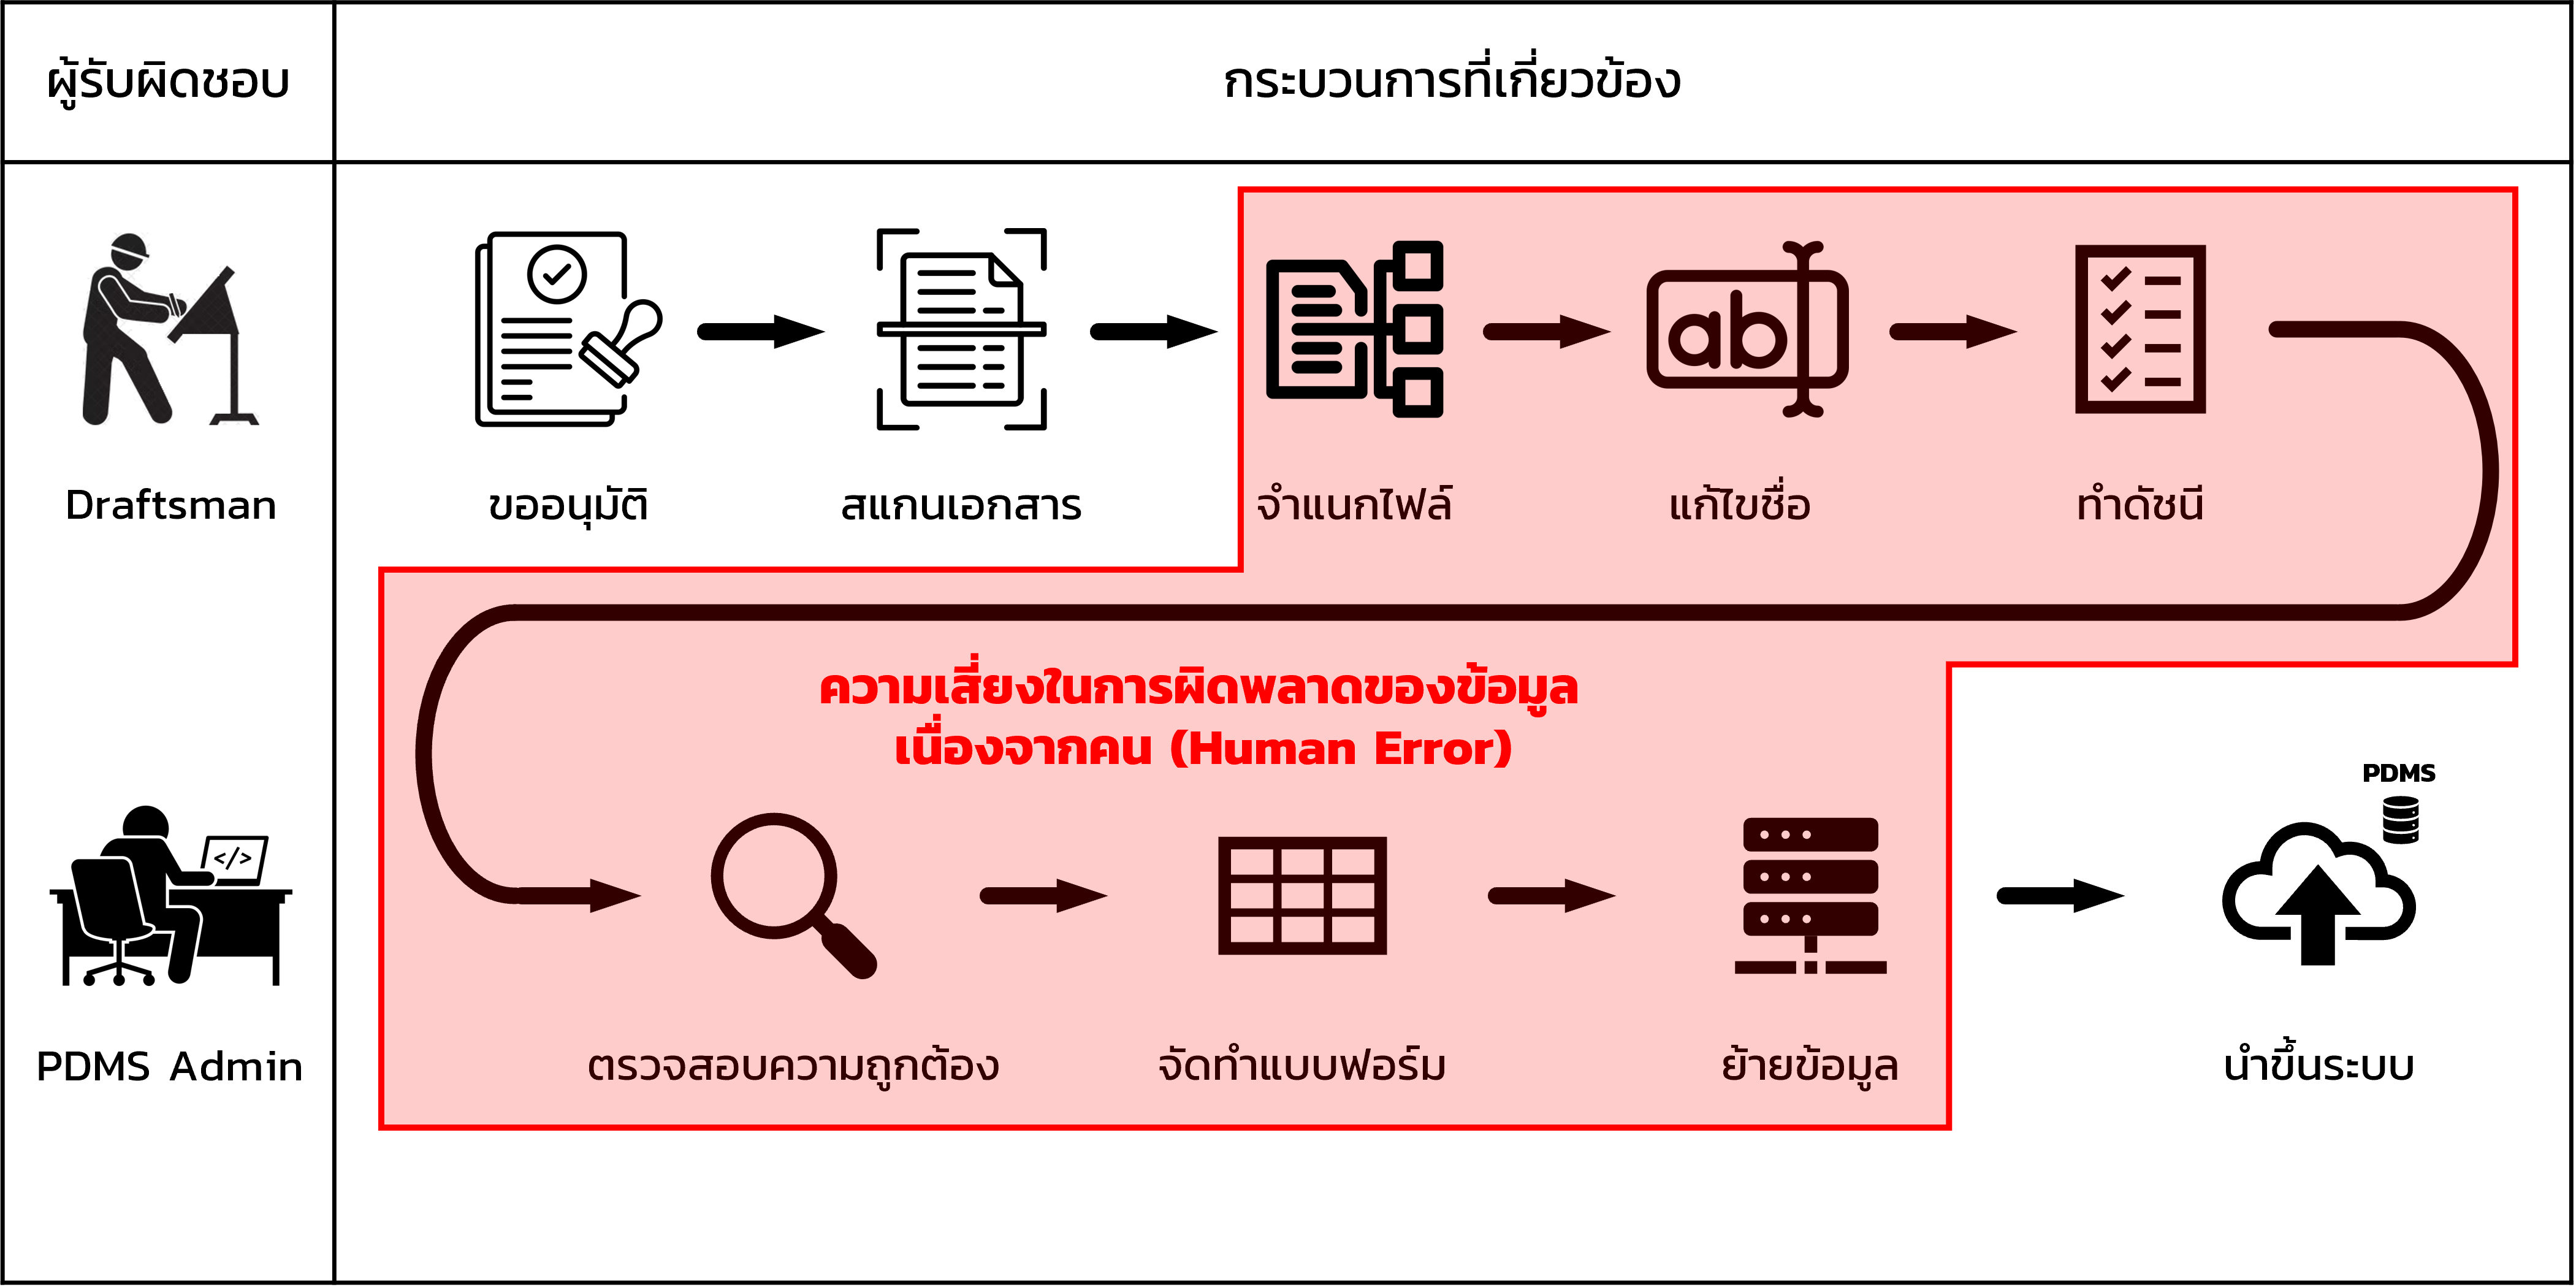 ผู้รับผิดชอบ
กระบวนการที่เกี่ยวข้อง
Draftsman
ขออนุมัติ
สแกนเอกสาร
จำแนกไฟล์
ab
แก้ไขชื่อ
ทำดัชนี
ความเสี่ยงในการผิดพลาดของข้อมูล
เนื่องจากคน (Human Error)
PDMS
</>
PDMS Admin
ตรวจสอบความถูกต้อง
จัดทำแบบฟอร์ม
ย้ายข้อมูล
นำขึ้นระบบ